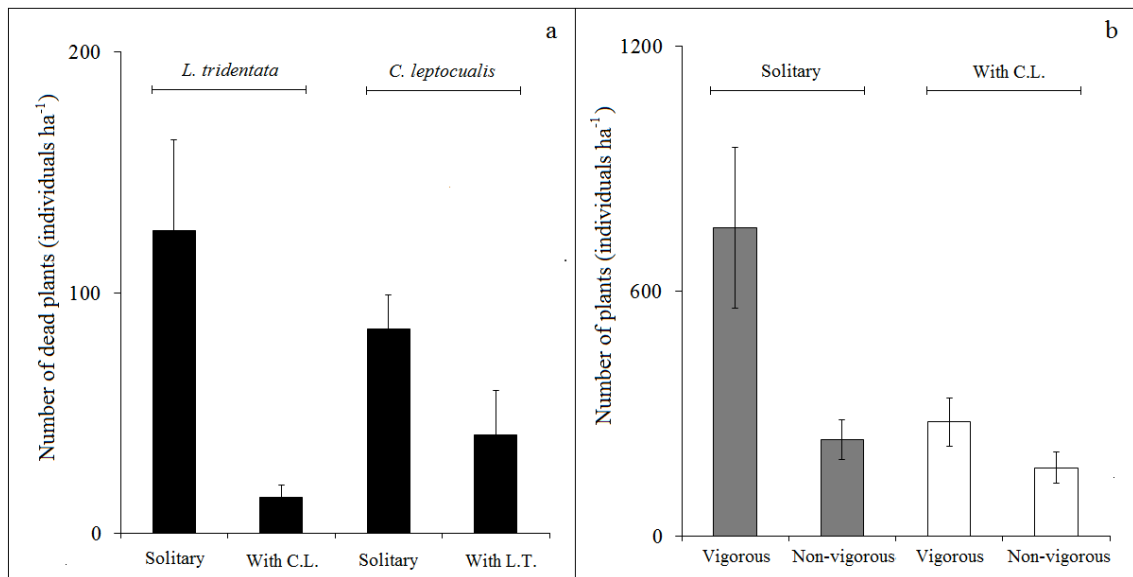 a
200
L. tridentata
C. leptocualis
Number of dead plants (individuals ha-1)
100
0
Solitary
With C.L.
Solitary
With L.T.
b
1200
Solitary
With C.L.
Number of plants (individuals ha-1)
600
0
Vigorous
Non-vigorous
Vigorous
Non-vigorous